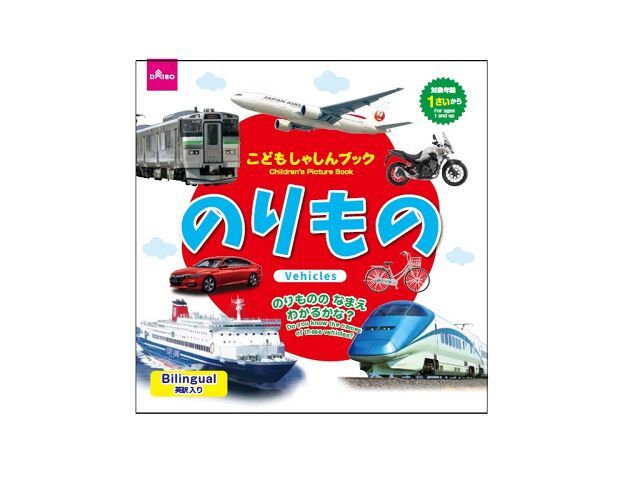 DAISO
JAPAN AIRLINES
対象年齢
1さいから
For ages
1 and up
こどもしゃしんブック
Children's Picture Book
のりもの
Vehicles
のりものの なまえ
わかるかな？
Do you know the names
of these vehicles?
Bilingual
英訳入り